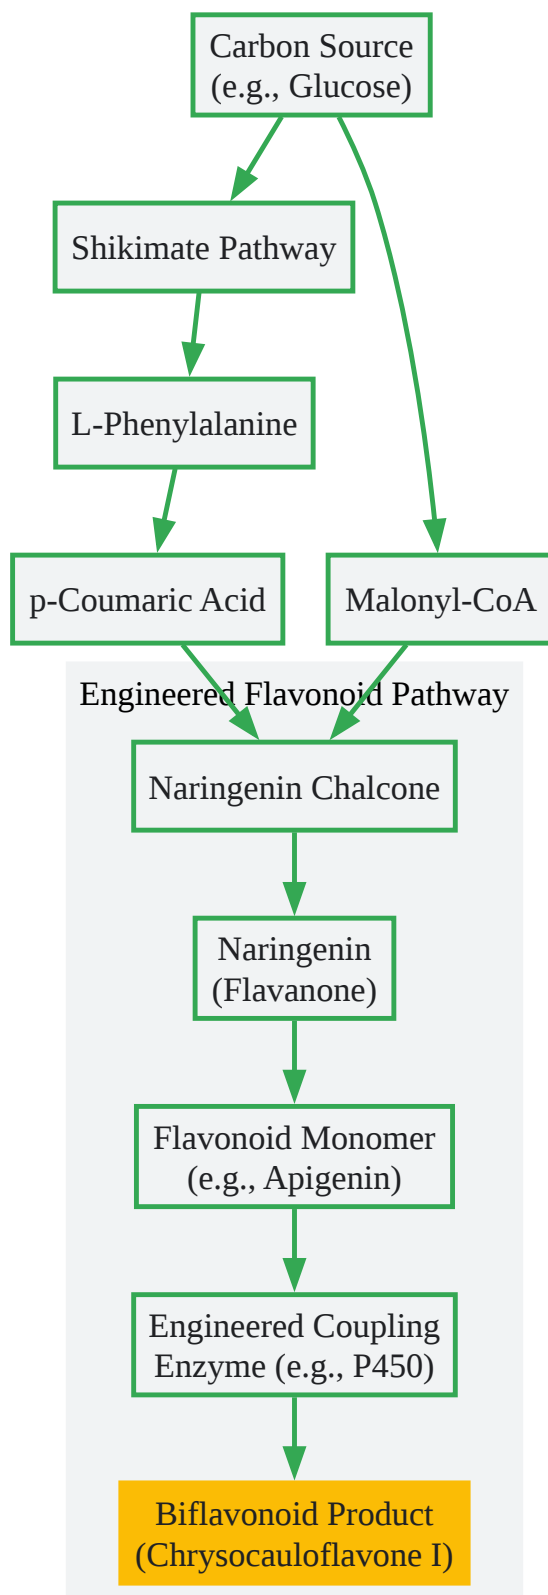 Carbon Source
(e.g., Glucose)
Shikimate Pathway
L-Phenylalanine
p-Coumaric Acid
Malonyl-CoA
Engineered Flavonoid Pathway
Naringenin Chalcone
Naringenin
(Flavanone)
Flavonoid Monomer
(e.g., Apigenin)
Engineered Coupling
Enzyme (e.g., P450)
Biflavonoid Product
(Chrysocauloflavone I)